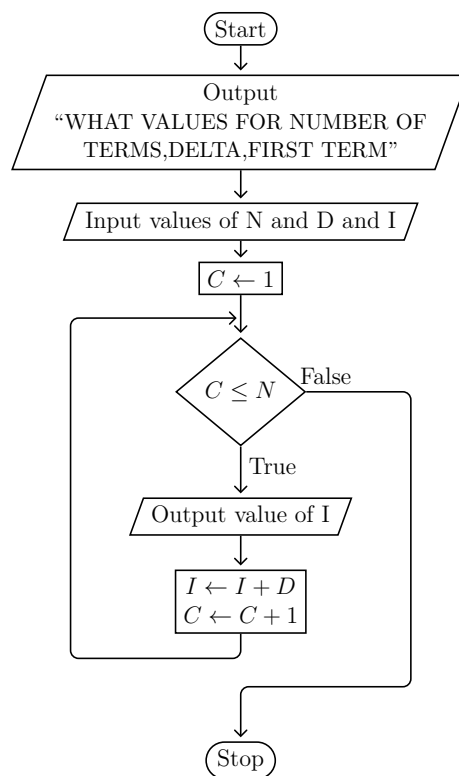 Start
Output
“WHAT VALUES FOR NUMBER OF
TERMS,DELTA,FIRST TERM”
Input values of N and D and I
C ← 1
C ≤ N
False
True
Output value of I
I ← I + D
C ← C + 1
Stop